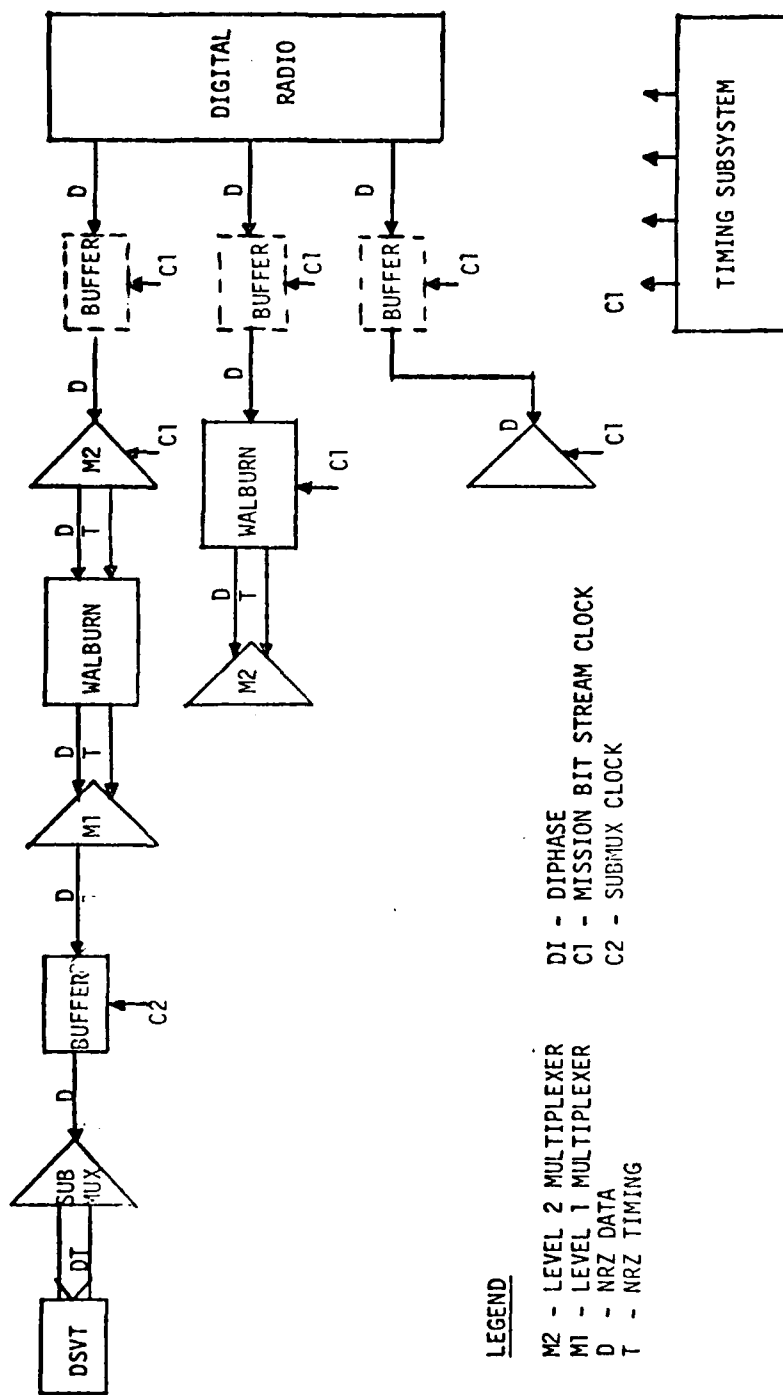 DIGITAL
RADIO
D
D
D
BUFFER
C1
BUFFER
C1
BUFFER
C1
D
D
D
M2
C1
WALBURN
C1
C1
D
T
WALBURN
D
T
M2
D
T
M1
D
BUFFER
C2
D
SUB
MUX
DI
DSVT
C1
TIMING SUBSYSTEM
LEGEND
M2 - LEVEL 2 MULTIPLEXER
M1 - LEVEL 1 MULTIPLEXER
D - NRZ DATA
T - NRZ TIMING
DI - DIPHASE
C1 - MISSION BIT STREAM CLOCK
C2 - SUBMUX CLOCK